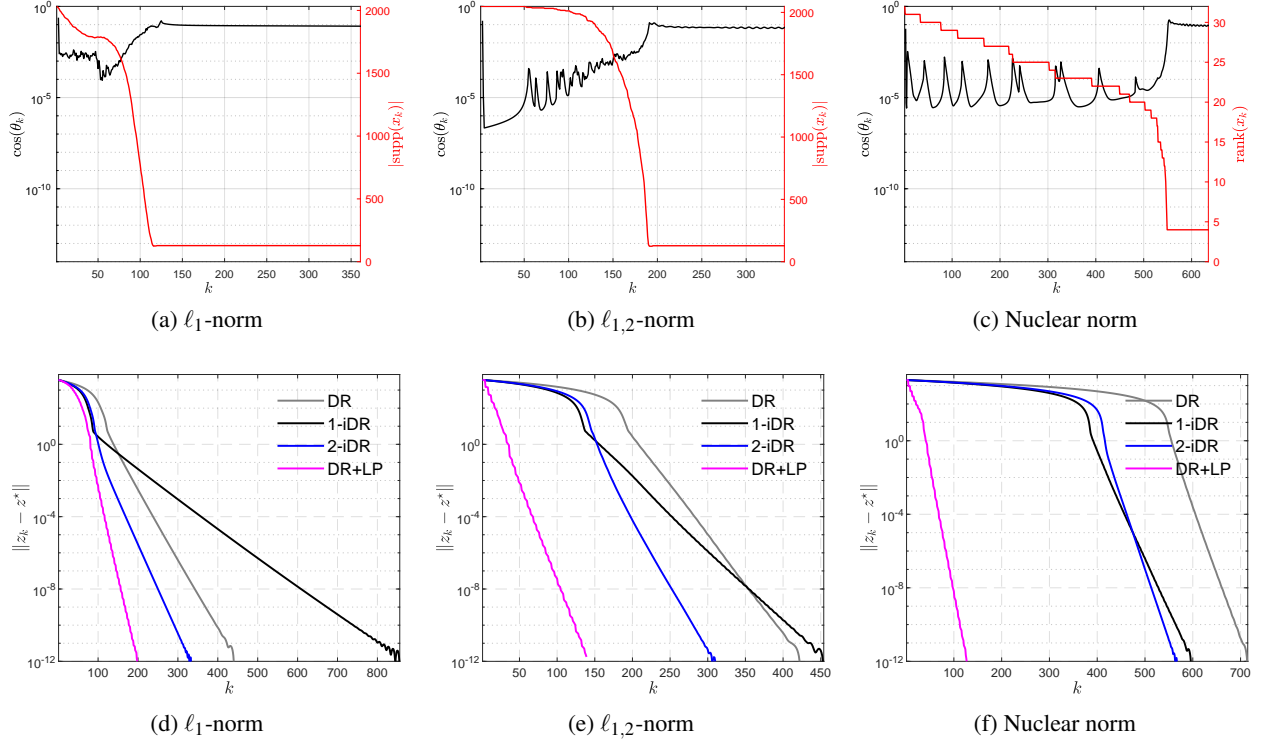 10^0
10^-5
10^-10
cos(θ_k)
50 100 150 200 250 300 350
k
0
500
1000
1500
2000
|supp(x_k)|
(a) ℓ_1-norm
10^0
10^-5
10^-10
cos(θ_k)
50 100 150 200 250 300
k
0
500
1000
1500
2000
|supp(x_k)|
(b) ℓ_{1,2}-norm
10^0
10^-5
10^-10
cos(θ_k)
100 200 300 400 500 600
k
0
5
10
15
20
25
30
rank(x_k)
(c) Nuclear norm
10^4
10^0
10^-4
10^-8
10^-12
||z_k − z^⋆||
100 200 300 400 500 600 700 800
k
DR
1-iDR
2-iDR
DR+LP
(d) ℓ_1-norm
10^4
10^0
10^-4
10^-8
10^-12
||z_k − z^⋆||
50 100 150 200 250 300 350 400 450
k
DR
1-iDR
2-iDR
DR+LP
(e) ℓ_{1,2}-norm
10^4
10^0
10^-4
10^-8
10^-12
||z_k − z^⋆||
100 200 300 400 500 600 700
k
DR
1-iDR
2-iDR
DR+LP
(f) Nuclear norm